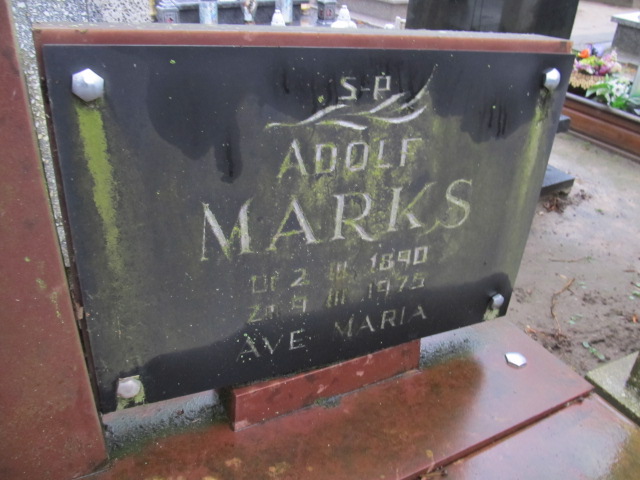 S-P
ADOLF
MARKS
UR 2 III 1890
ZM 9 III 1975
AVE MARIA